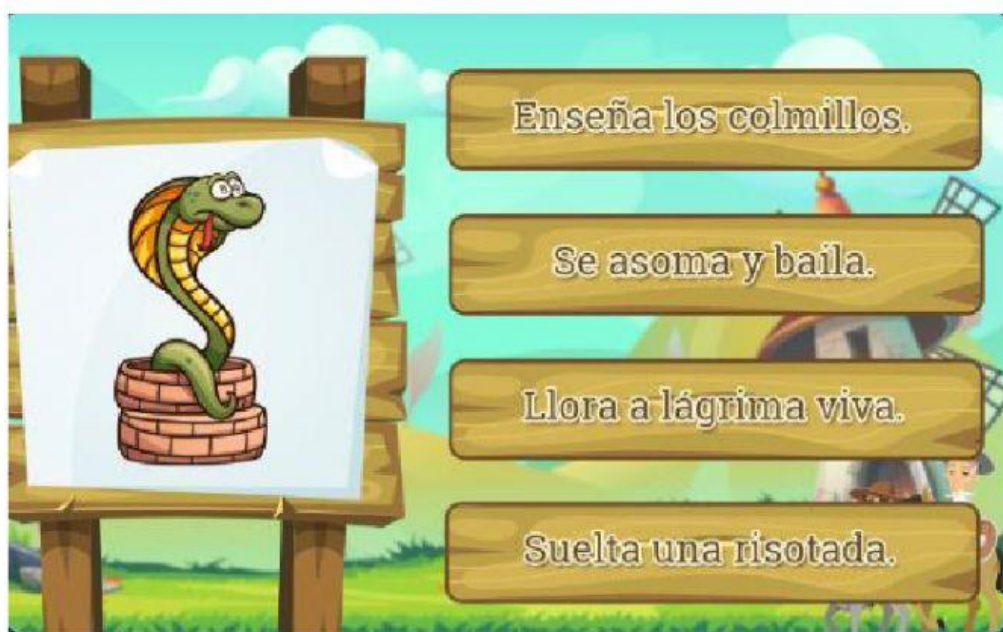 Enseña los colmillos.
Se asoma y baila.
Llora a lágrima viva.
Suelta una risotada.